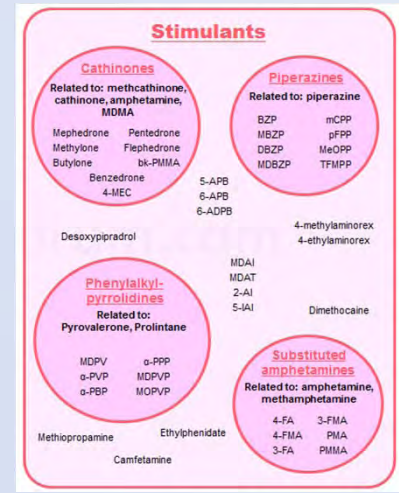 Stimulants
Cathinones
Related to: methcathinone,
cathinone, amphetamine,
MDMA
Mephedrone Pentedrone
Methylone Flephedrone
Butylone bk-PMMA
Benzedrone
4-MEC
Piperazines
Related to: piperazine
BZP mCPP
MBZP pFPP
DBZP MeOPP
MDBZP TFMPP
5-APB
6-APB
6-ADPB
Desoxypipradrol
4-methylaminorex
4-ethylaminorex
MDAI
MDAT
2-AI
5-IAI
Dimethocaine
Phenylalkyl-
pyrrolidines
Related to:
Pyrovalerone, Prolintane
MDPV α-PPP
α-PVP MDPVP
α-PBP MOPVP
Substituted
amphetamines
Related to: amphetamine,
methamphetamine
4-FA 3-FMA
4-FMA PMA
3-FA PMMA
Methiopropamine
Ethylphenidate
Camfetamine